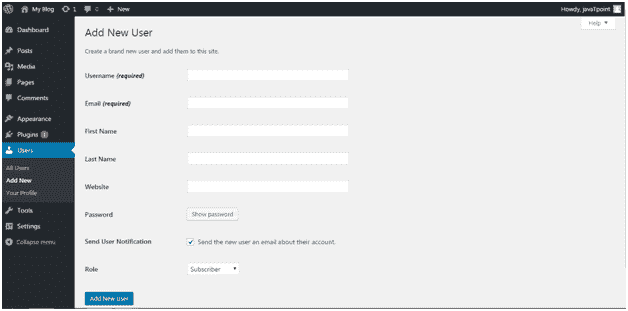 My Blog 1 0 + New
Howdy, javaTpoint
Help
Dashboard
Posts
Media
Pages
Comments
Appearance
Plugins 1
Users
All Users
Add New
Your Profile
Tools
Settings
Collapse menu
Add New User
Create a brand new user and add them to this site.
Username (required)
Email (required)
First Name
Last Name
Website
Password
Show password
Send User Notification
Send the new user an email about their account.
Role
Subscriber
Add New User